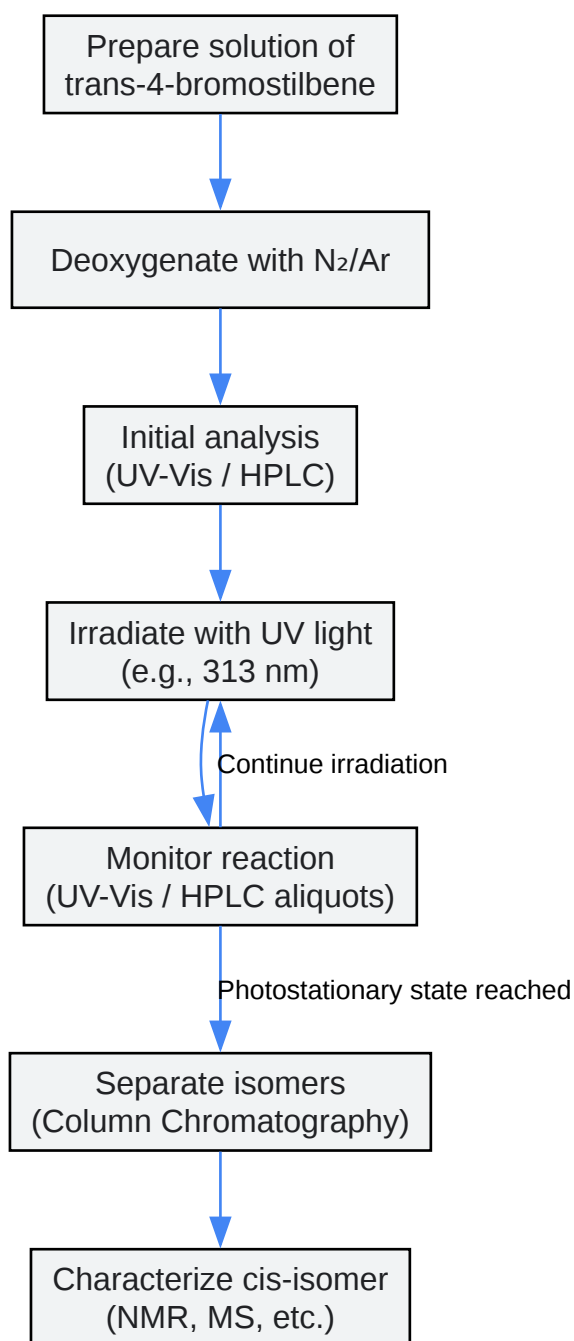 Prepare solution of
trans-4-bromostilbene
Deoxygenate with N₂/Ar
Initial analysis
(UV-Vis / HPLC)
Irradiate with UV light
(e.g., 313 nm)
Continue irradiation
Monitor reaction
(UV-Vis / HPLC aliquots)
Photostationary state reached
Separate isomers
(Column Chromatography)
Characterize cis-isomer
(NMR, MS, etc.)